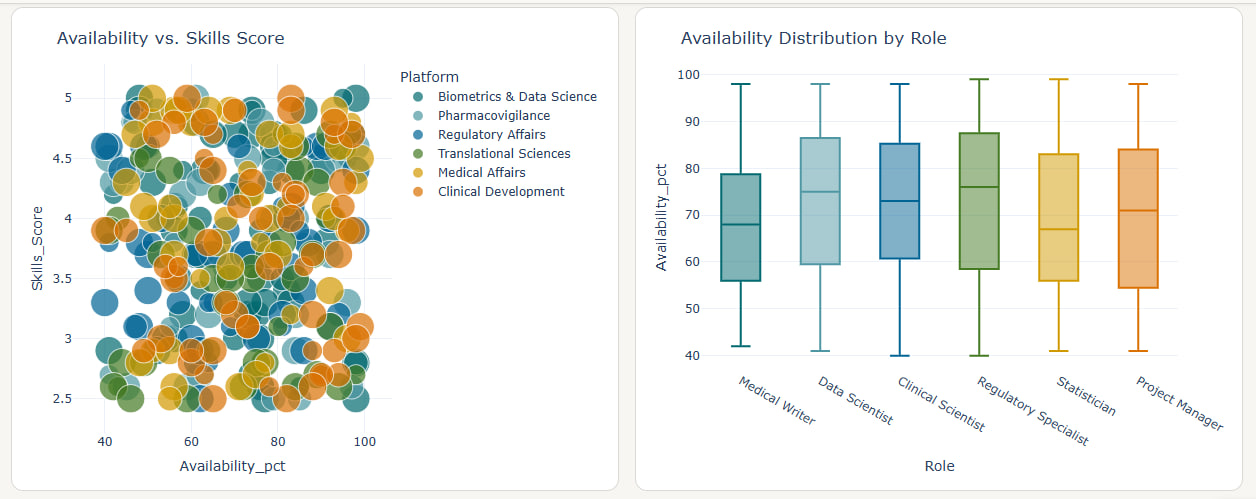 Availability vs. Skills Score
Platform
Biometrics & Data Science
Pharmacovigilance
Regulatory Affairs
Translational Sciences
Medical Affairs
Clinical Development
Skills_Score
5
4.5
4
3.5
3
2.5
40
60
80
100
Availability_pct
Availability Distribution by Role
Availability_pct
100
90
80
70
60
50
40
Medical Writer
Data Scientist
Clinical Scientist
Regulatory Specialist
Statistician
Project Manager
Role